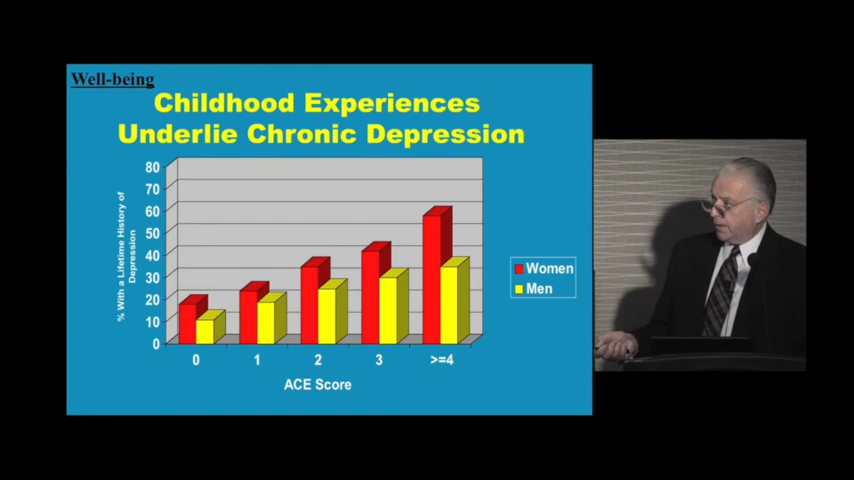 Well-being
Childhood Experiences
Underlie Chronic Depression
% With a Lifetime History of
Depression
80
70
60
50
40
30
20
10
0
0 1 2 3 >=4
ACE Score
Women
Men